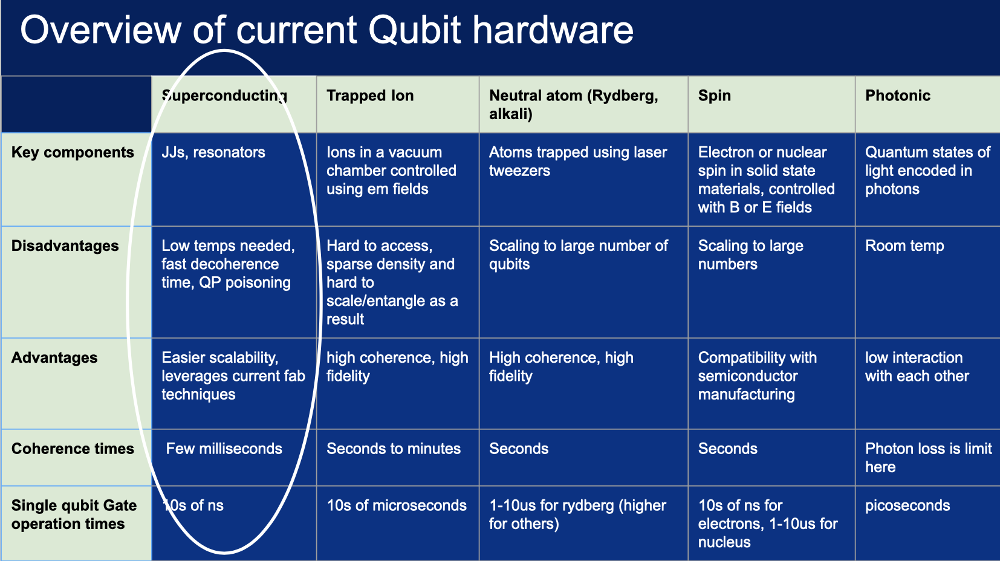 Overview of current Qubit hardware
Superconducting
Trapped Ion
Neutral atom (Rydberg,
alkali)
Spin
Photonic
Key components
JJs, resonators
Ions in a vacuum
chamber controlled
using em fields
Atoms trapped using laser
tweezers
Electron or nuclear
spin in solid state
materials, controlled
with B or E fields
Quantum states of
light encoded in
photons
Disadvantages
Low temps needed,
fast decoherence
time, QP poisoning
Hard to access,
sparse density and
hard to
scale/entangle as a
result
Scaling to large number of
qubits
Scaling to large
numbers
Room temp
Advantages
Easier scalability,
leverages current fab
techniques
high coherence, high
fidelity
High coherence, high
fidelity
Compatibility with
semiconductor
manufacturing
low interaction
with each other
Coherence times
Few milliseconds
Seconds to minutes
Seconds
Seconds
Photon loss is limit
here
Single qubit Gate
operation times
10s of ns
10s of microseconds
1-10us for rydberg (higher
for others)
10s of ns for
electrons, 1-10us for
nucleus
picoseconds